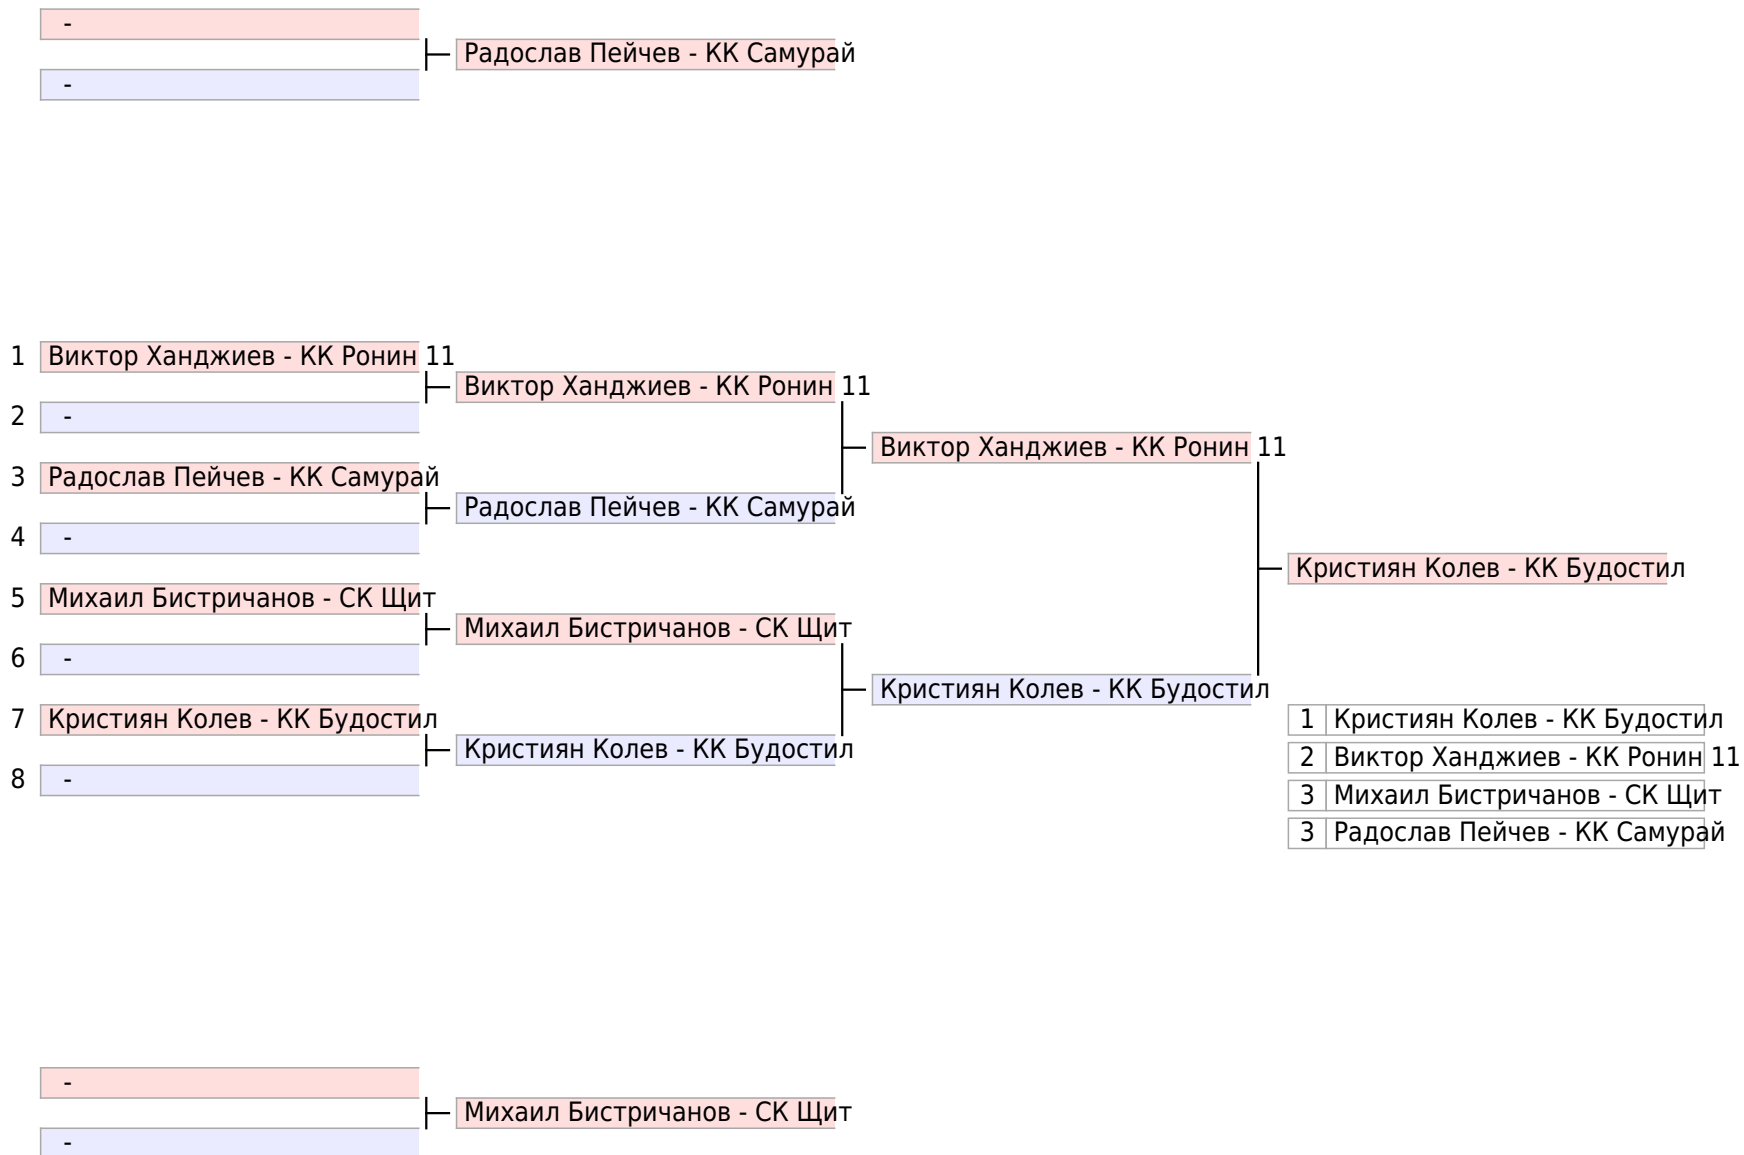 -
Радослав Пейчев - КК Самурай
-
1 Виктор Ханджиев - КК Ронин 11
Виктор Ханджиев - КК Ронин 11
2 -
Виктор Ханджиев - КК Ронин 11
3 Радослав Пейчев - КК Самурай
Радослав Пейчев - КК Самурай
4 -
Кристиян Колев - КК Будостил
5 Михаил Бистричанов - СК Щит
Михаил Бистричанов - СК Щит
6 -
Кристиян Колев - КК Будостил
7 Кристиян Колев - КК Будостил
Кристиян Колев - КК Будостил
8 -
1 Кристиян Колев - КК Будостил
2 Виктор Ханджиев - КК Ронин 11
3 Михаил Бистричанов - СК Щит
3 Радослав Пейчев - КК Самурай
-
Михаил Бистричанов - СК Щит
-